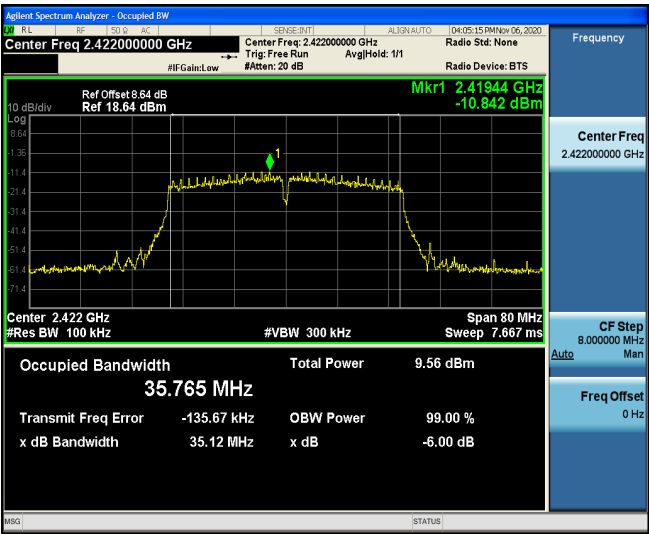 Agilent Spectrum Analyzer - Occupied BW
LXI RL RF 50 Ω AC SENSE:INT ALIGN AUTO 04:05:15 PM Nov 06, 2020
Center Freq 2.422000000 GHz
Center Freq: 2.422000000 GHz Radio Std: None
Trig: Free Run Avg|Hold: 1/1
#IFGain:Low #Atten: 20 dB Radio Device: BTS
Ref Offset 8.64 dB Mkr1 2.41944 GHz
10 dB/div Ref 18.64 dBm -10.842 dBm
Log
8.64
-1.36
-11.4
-21.4
-31.4
-41.4
-51.4
-61.4
-71.4
1
Center 2.422 GHz Span 80 MHz
#Res BW 100 kHz #VBW 300 kHz Sweep 7.667 ms
Occupied Bandwidth Total Power 9.56 dBm
35.765 MHz
Transmit Freq Error -135.67 kHz OBW Power 99.00 %
x dB Bandwidth 35.12 MHz x dB -6.00 dB
MSG STATUS
Frequency
Center Freq
2.422000000 GHz
CF Step
8.000000 MHz
Auto Man
Freq Offset
0 Hz